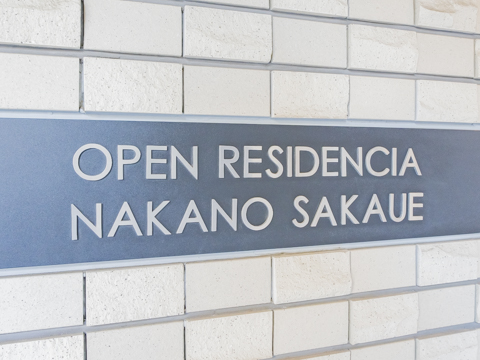 OPEN RESIDENCIA
NAKANO SAKAUE